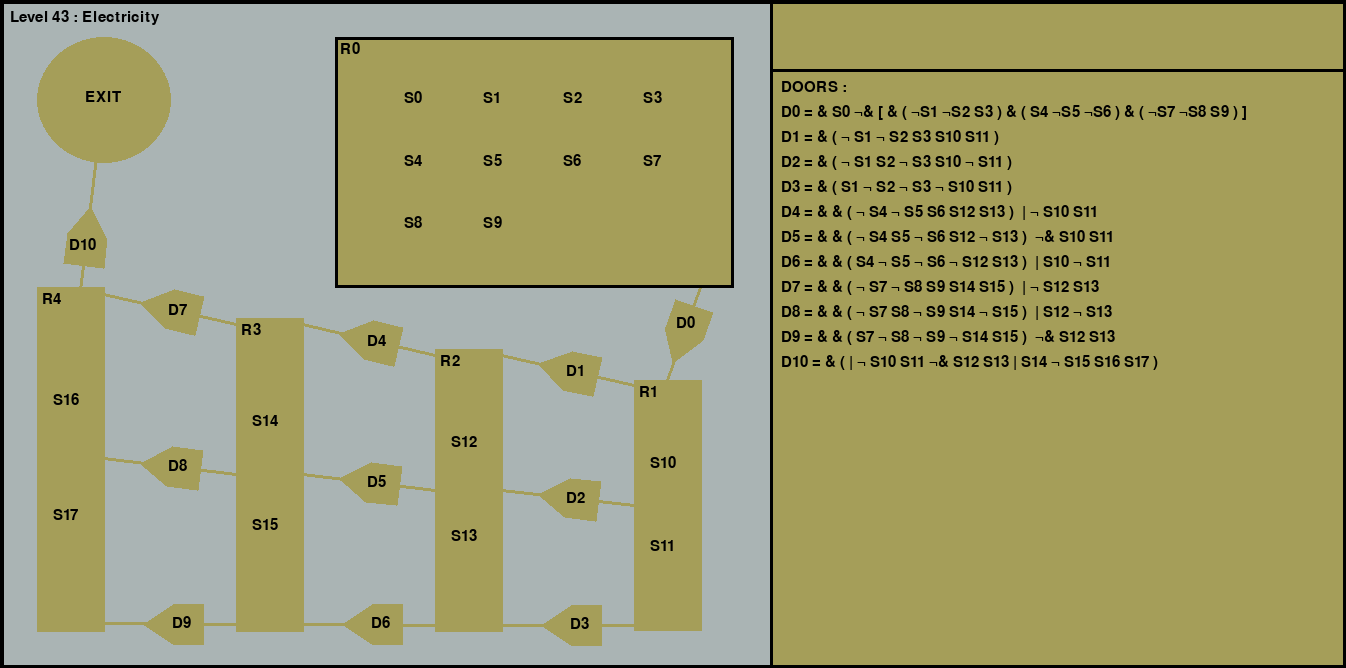 Level 43 : Electricity
EXIT
R0
S0 S1 S2 S3
S4 S5 S6 S7
S8 S9
D10
D0
R4
D7
R3
D4
R2
D1
R1
S16
S14
S12
S10
D8
D5
D2
S17
S15
S13
S11
D9
D6
D3
DOORS :
D0 = & S0 ¬& [ & ( ¬S1 ¬S2 S3 ) & ( S4 ¬S5 ¬S6 ) & ( ¬S7 ¬S8 S9 ) ]
D1 = & ( ¬ S1 ¬ S2 S3 S10 S11 )
D2 = & ( ¬ S1 S2 ¬ S3 S10 ¬ S11 )
D3 = & ( S1 ¬ S2 ¬ S3 ¬ S10 S11 )
D4 = & & ( ¬ S4 ¬ S5 S6 S12 S13 ) | ¬ S10 S11
D5 = & & ( ¬ S4 S5 ¬ S6 S12 ¬ S13 ) ¬& S10 S11
D6 = & & ( S4 ¬ S5 ¬ S6 ¬ S12 S13 ) | S10 ¬ S11
D7 = & & ( ¬ S7 ¬ S8 S9 S14 S15 ) | ¬ S12 S13
D8 = & & ( ¬ S7 S8 ¬ S9 S14 ¬ S15 ) | S12 ¬ S13
D9 = & & ( S7 ¬ S8 ¬ S9 ¬ S14 S15 ) ¬& S12 S13
D10 = & ( | ¬ S10 S11 ¬& S12 S13 | S14 ¬ S15 S16 S17 )